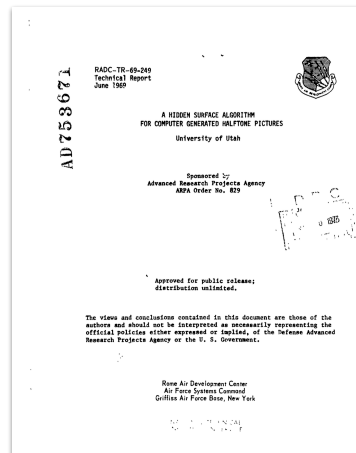 RADC-TR-69-249
Technical Report
June 1969
AD753671
A HIDDEN SURFACE ALGORITHM
FOR COMPUTER GENERATED HALFTONE PICTURES
University of Utah
Sponsored by
Advanced Research Projects Agency
ARPA Order No. 829
Approved for public release;
distribution unlimited.
The views and conclusions contained in this document are those of the
authors and should not be interpreted as necessarily representing the
official policies either expressed or implied, of the Defense Advanced
Research Projects Agency or the U. S. Government.
Rome Air Development Center
Air Force Systems Command
Griffiss Air Force Base, New York